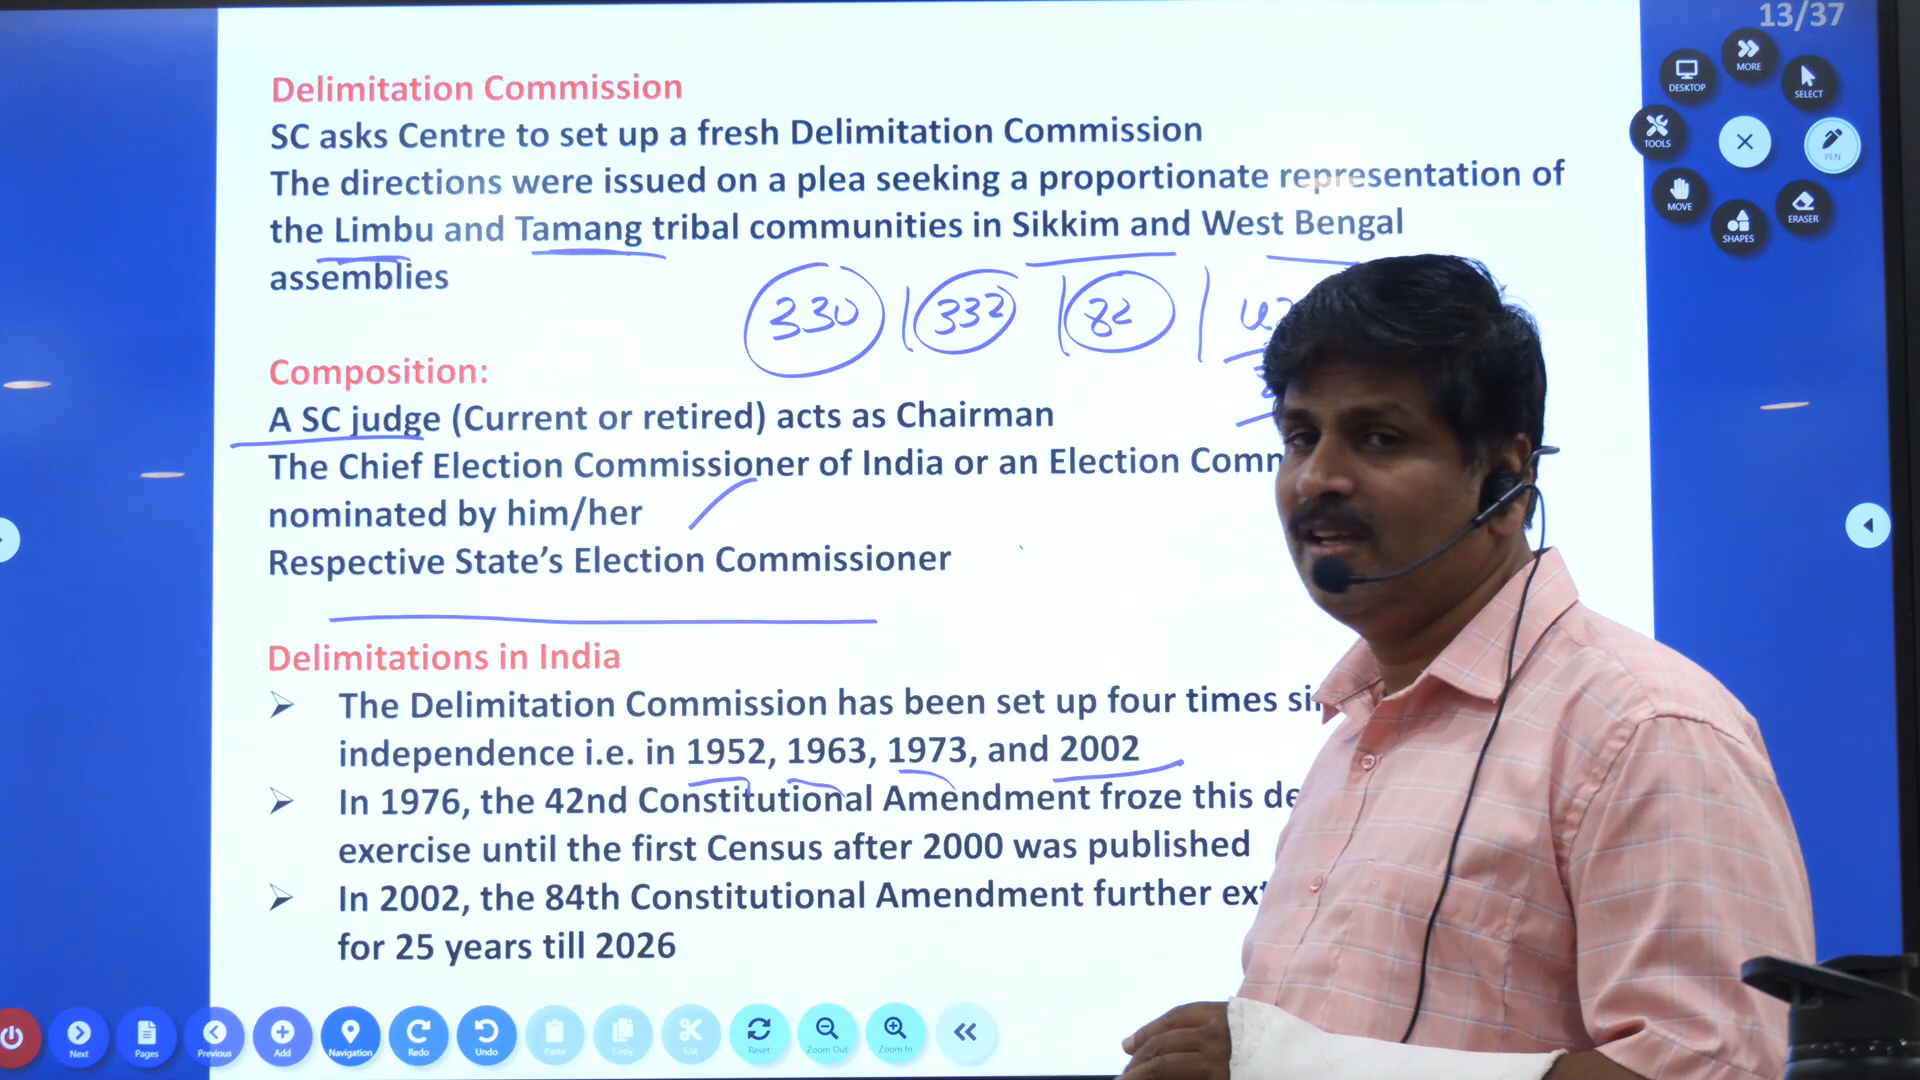 13/37
MORE
DESKTOP
SELECT
TOOLS
PEN
MOVE
ERASER
SHAPES
Delimitation Commission
SC asks Centre to set up a fresh Delimitation Commission
The directions were issued on a plea seeking a proportionate representation of
the Limbu and Tamang tribal communities in Sikkim and West Bengal
assemblies
330 332 82
Composition:
A SC judge (Current or retired) acts as Chairman
The Chief Election Commissioner of India or an Election
nominated by him/her
Respective State's Election Commissioner
Delimitations in India
The Delimitation Commission has been set up four times
independence i.e. in 1952, 1963, 1973, and 2002
In 1976, the 42nd Constitutional Amendment froze this
exercise until the first Census after 2000 was published
In 2002, the 84th Constitutional Amendment further
for 25 years till 2026
Next Pages Previous Add Navigation Redo Undo Paste Copy Cut Reset Zoom Out Zoom In